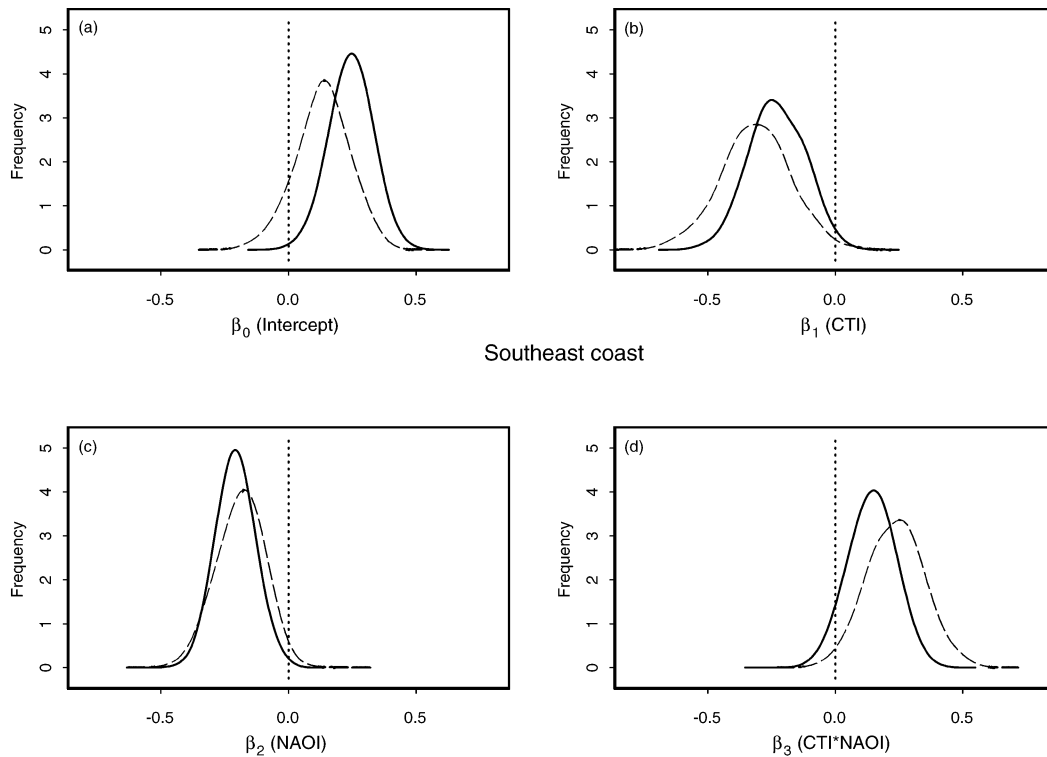 (a)
Frequency
5
4
3
2
1
0
-0.5 0.0 0.5
β0 (Intercept)
(b)
Frequency
5
4
3
2
1
0
-0.5 0.0 0.5
β1 (CTI)
Southeast coast
(c)
Frequency
5
4
3
2
1
0
-0.5 0.0 0.5
β2 (NAOI)
(d)
Frequency
5
4
3
2
1
0
-0.5 0.0 0.5
β3 (CTI*NAOI)